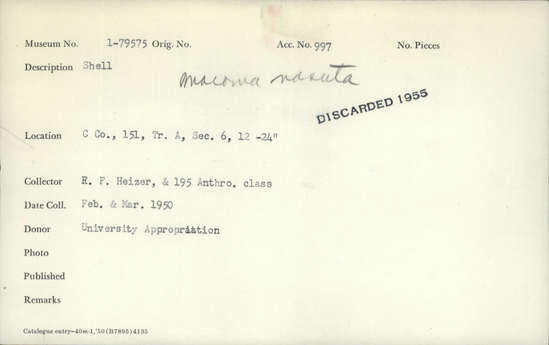 Museum No. 1-79575 Orig. No. Acc. No. 997 No. Pieces
Description Shell
Macoma nasuta
DISCARDED 1955
Location C Co., 151, Tr. A, Sec. 6, 12 -24"
Collector R. F. Heizer, & 195 Anthro. class
Date Coll. Feb. & Mar. 1950
Donor University Appropriation
Photo
Published
Remarks
Catalogue entry—40m-1,'50 (B7895) 4135